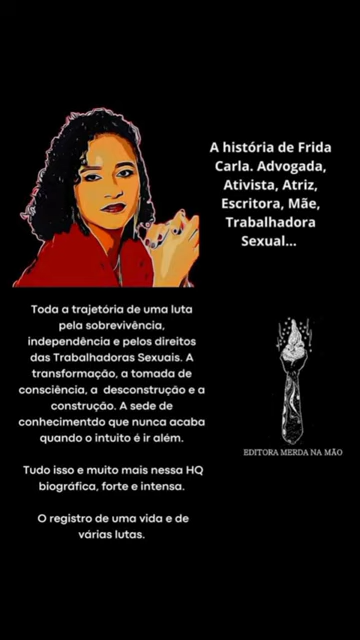 A história de Frida
Carla. Advogada,
Ativista, Atriz,
Escritora, Mãe,
Trabalhadora
Sexual...
Toda a trajetória de uma luta
pela sobrevivência,
independência e pelos direitos
das Trabalhadoras Sexuais. A
transformação, a tomada de
consciência, a desconstrução e a
construção. A sede de
conhecimentdo que nunca acaba
quando o intuito é ir além.
Tudo isso e muito mais nessa HQ
biográfica, forte e intensa.
O registro de uma vida e de
várias lutas.
EDITORA MERDA NA MÃO